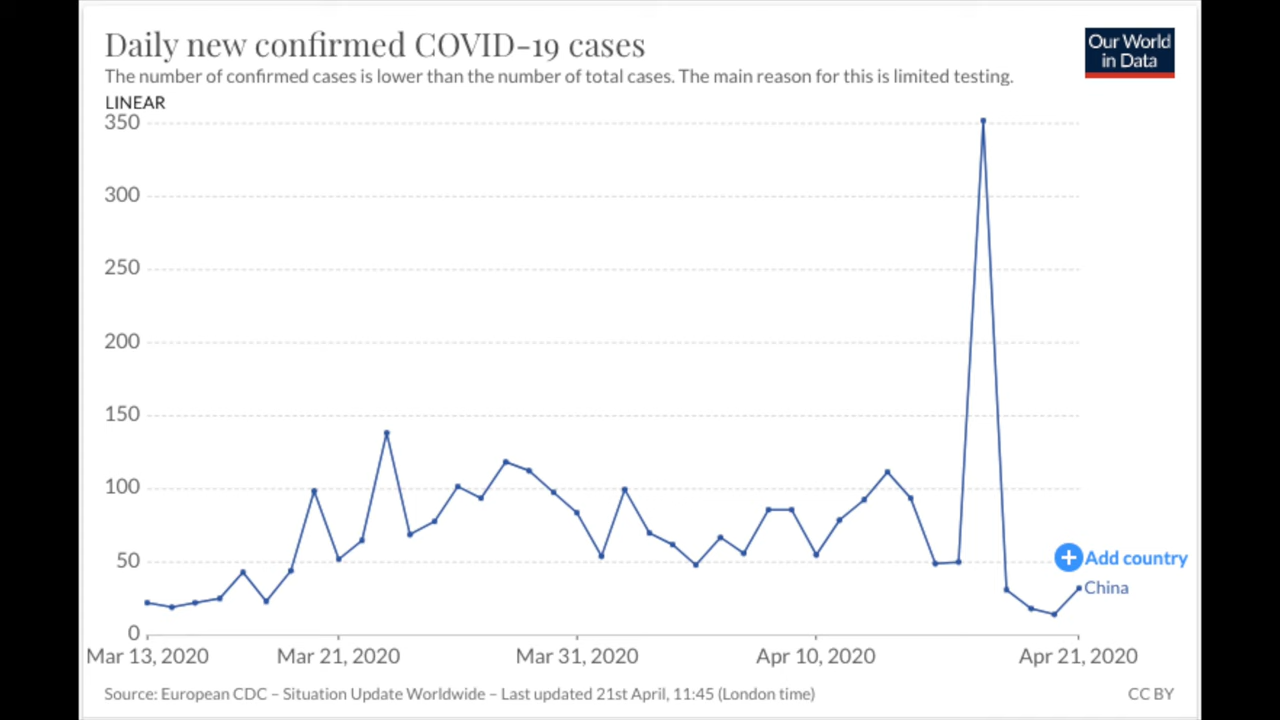 Daily new confirmed COVID-19 cases
Our World
in Data
The number of confirmed cases is lower than the number of total cases. The main reason for this is limited testing.
LINEAR
350
300
250
200
150
100
50
Add country
China
0
Mar 13, 2020 Mar 21, 2020 Mar 31, 2020 Apr 10, 2020 Apr 21, 2020
Source: European CDC – Situation Update Worldwide – Last updated 21st April, 11:45 (London time) CC BY